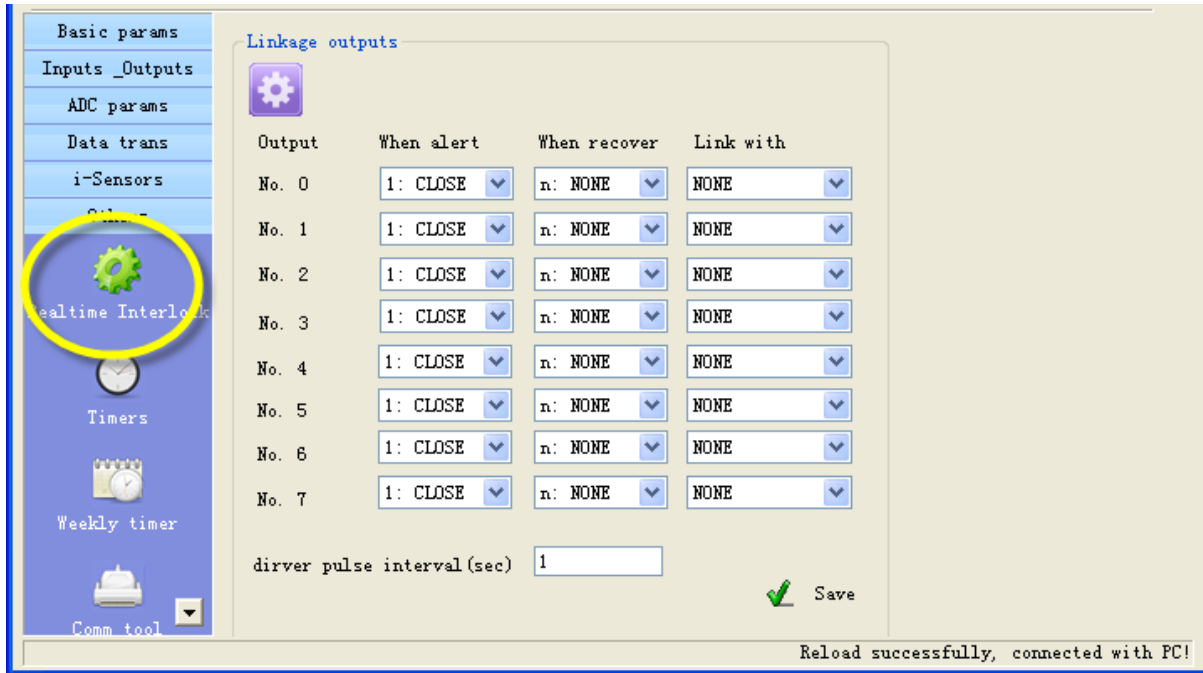 Basic params
Inputs _Outputs
ADC params
Data trans
i-Sensors
Realtime Interlock
Timers
Weekly timer
Comm tool
Linkage outputs
Output When alert When recover Link with
No. 0 1: CLOSE n: NONE NONE
No. 1 1: CLOSE n: NONE NONE
No. 2 1: CLOSE n: NONE NONE
No. 3 1: CLOSE n: NONE NONE
No. 4 1: CLOSE n: NONE NONE
No. 5 1: CLOSE n: NONE NONE
No. 6 1: CLOSE n: NONE NONE
No. 7 1: CLOSE n: NONE NONE
dirver pulse interval(sec) 1
Save
Reload successfully, connected with PC!